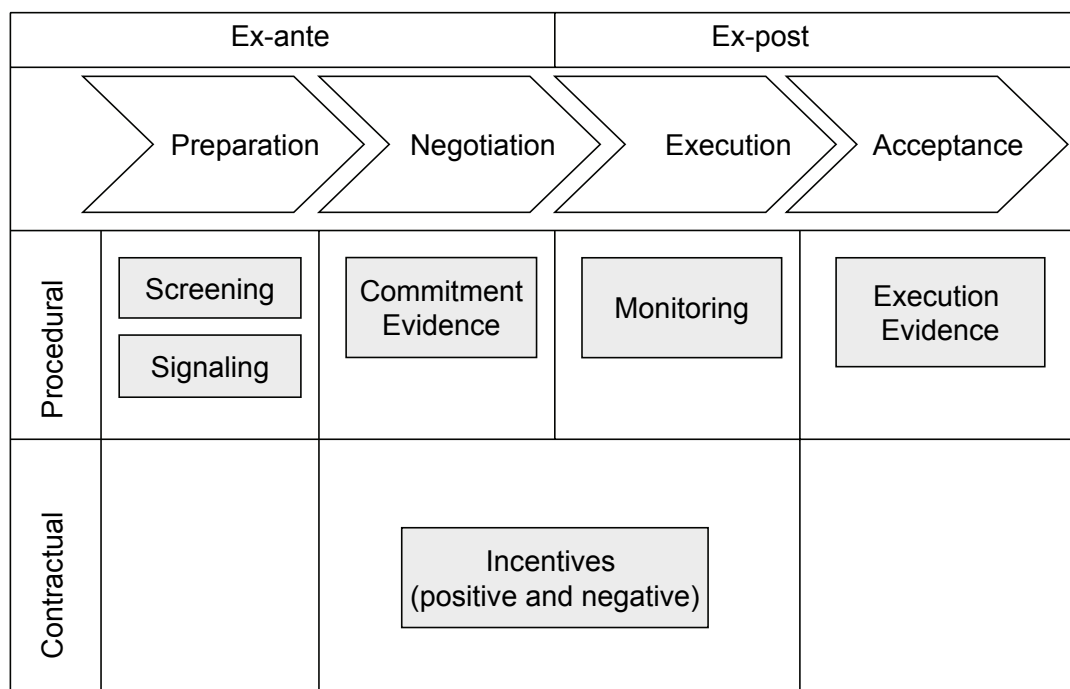 Ex-ante
Ex-post
Preparation
Negotiation
Execution
Acceptance
Procedural
Screening
Signaling
Commitment
Evidence
Monitoring
Execution
Evidence
Contractual
Incentives
(positive and negative)